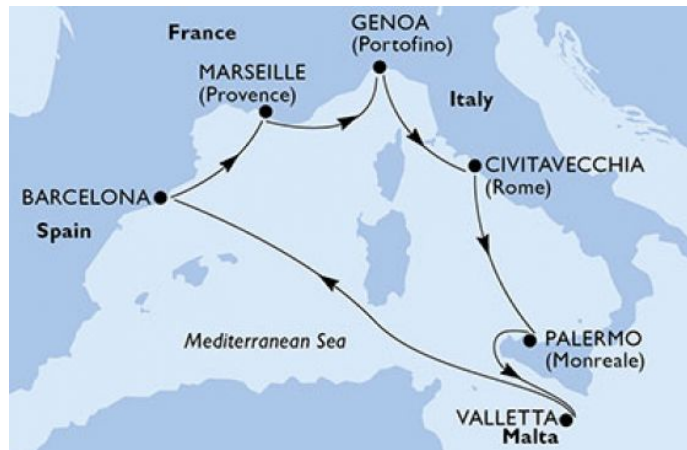 France
GENOA
(Portofino)
MARSEILLE
(Provence)
Italy
CIVITAVECCHIA
(Rome)
BARCELONA
Spain
Mediterranean Sea
PALERMO
(Monreale)
VALLETTA
Malta